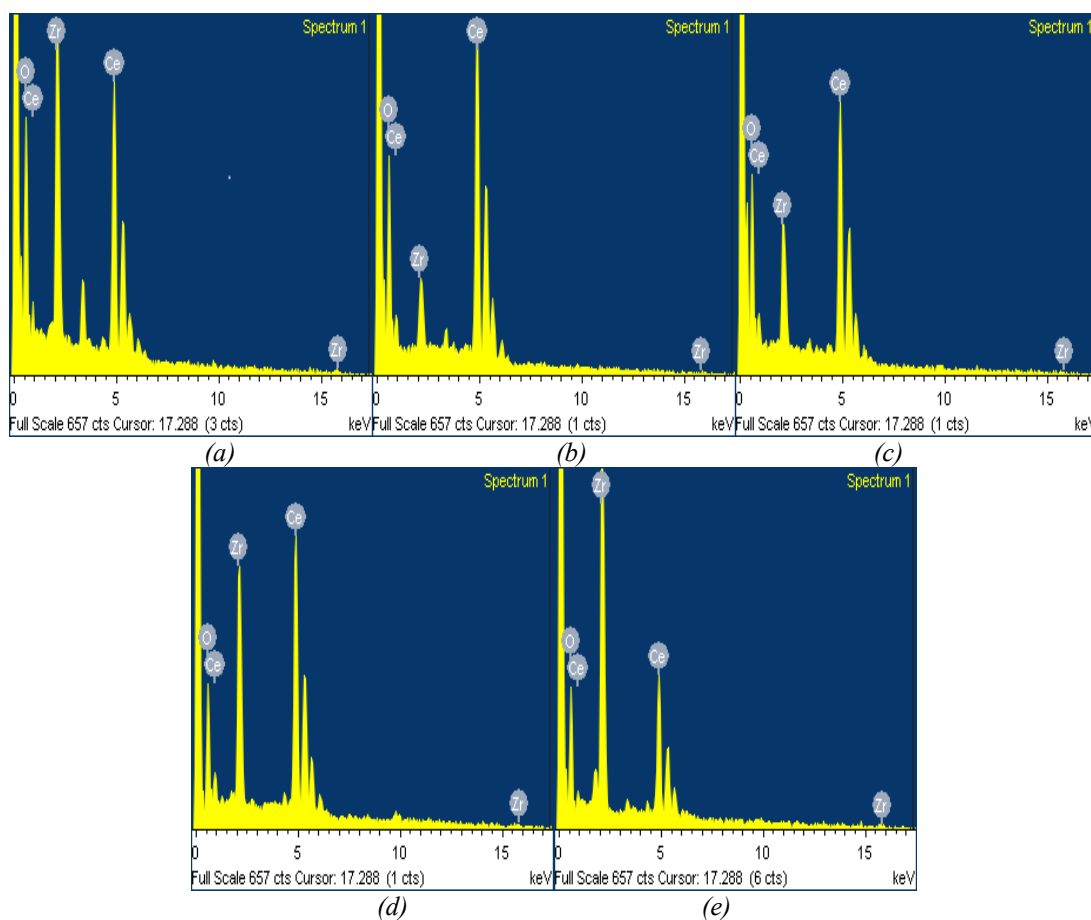 Spectrum 1
Zr
O
Ce
Ce
Zr
0 5 10 15
Full Scale 657 cts Cursor: 17.288 (3 cts) keV
(a)
Spectrum 1
Ce
O
Ce
Zr
Zr
0 5 10 15
Full Scale 657 cts Cursor: 17.288 (1 cts) keV
(b)
Spectrum 1
Ce
O
Ce
Zr
Zr
0 5 10 15
Full Scale 657 cts Cursor: 17.288 (1 cts) keV
(c)
Spectrum 1
Ce
Zr
O
Ce
Zr
0 5 10 15
Full Scale 657 cts Cursor: 17.288 (1 cts) keV
(d)
Spectrum 1
Zr
O
Ce
Ce
Zr
0 5 10 15
Full Scale 657 cts Cursor: 17.288 (6 cts) keV
(e)